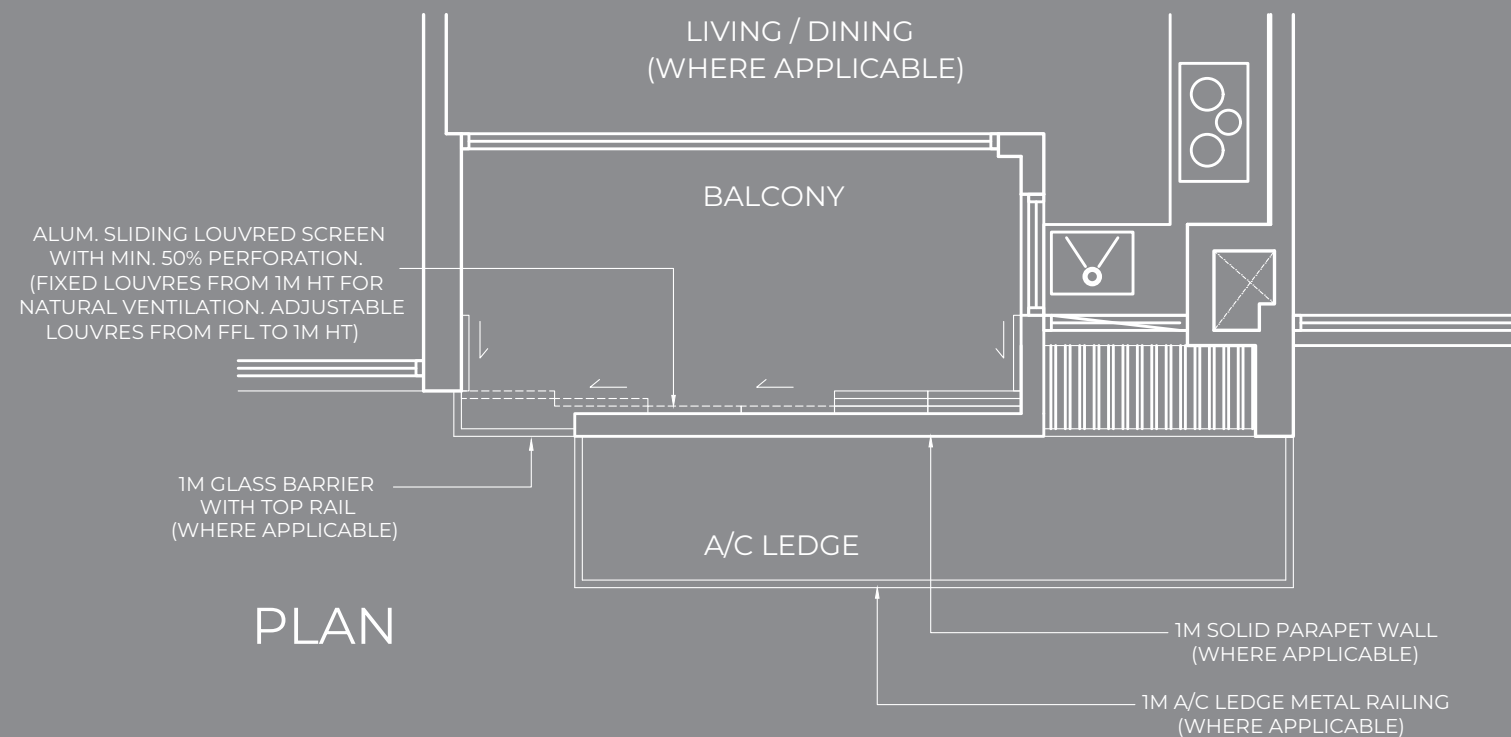 LIVING / DINING
(WHERE APPLICABLE)
BALCONY
ALUM. SLIDING LOUVRED SCREEN
WITH MIN. 50% PERFORATION.
(FIXED LOUVRES FROM 1M HT FOR
NATURAL VENTILATION. ADJUSTABLE
LOUVRES FROM FFL TO 1M HT)
1M GLASS BARRIER
WITH TOP RAIL
(WHERE APPLICABLE)
A/C LEDGE
PLAN
1M SOLID PARAPET WALL
(WHERE APPLICABLE)
1M A/C LEDGE METAL RAILING
(WHERE APPLICABLE)